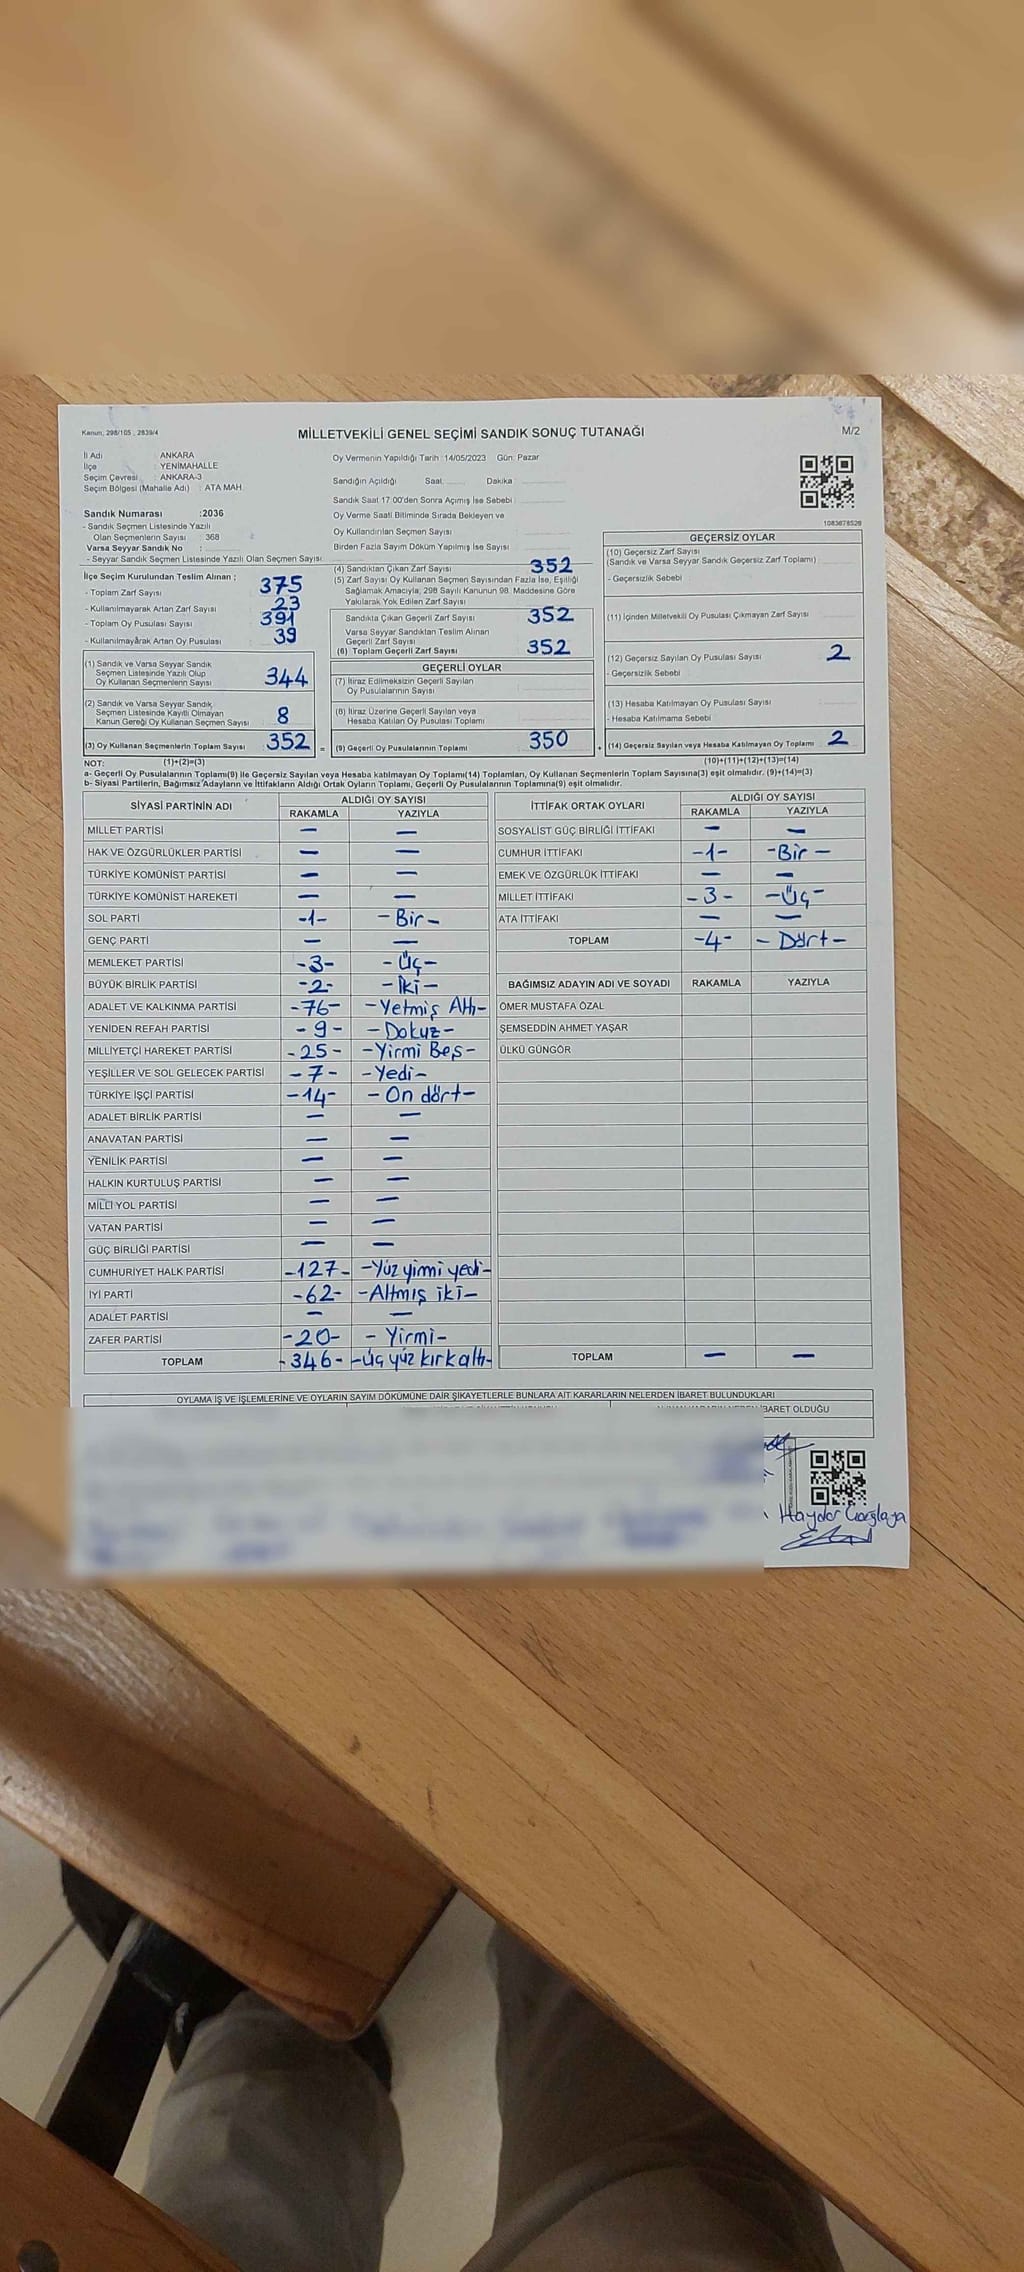 Kanun, 298/105 , 2839/4
MİLLETVEKİLİ GENEL SEÇİMİ SANDIK SONUÇ TUTANAĞI
M/2
İl Adı : ANKARA
İlçe : YENİMAHALLE
Seçim Çevresi : ANKARA-3
Seçim Bölgesi (Mahalle Adı) : ATA MAH.
Sandık Numarası :2036
- Sandık Seçmen Listesinde Yazılı
Olan Seçmenlerin Sayısı : 368
Varsa Seyyar Sandık No :
- Seyyar Sandık Seçmen Listesinde Yazılı Olan Seçmen Sayısı
İlçe Seçim Kurulundan Teslim Alınan ;
- Toplam Zarf Sayısı 375
- Kullanılmayarak Artan Zarf Sayısı 23
- Toplam Oy Pusulası Sayısı 391
- Kullanılmayarak Artan Oy Pusulası 39
(1) Sandık ve Varsa Seyyar Sandık
Seçmen Listesinde Yazılı Olup
Oy Kullanan Seçmenlerin Sayısı 344
(2) Sandık ve Varsa Seyyar Sandık
Seçmen Listesinde Kayıtlı Olmayan
Kanun Gereği Oy Kullanan Seçmen Sayısı 8
(3) Oy Kullanan Seçmenlerin Toplam Sayısı 352 =
(1)+(2)=(3)
Oy Vermenin Yapıldığı Tarih : 14/05/2023 Gün: Pazar
Sandığın Açıldığı Saat: Dakika :
Sandık Saat 17:00'den Sonra Açımış İse Sebebi :
Oy Verme Saati Bitiminde Sırada Bekleyen ve
Oy Kullandırılan Seçmen Sayısı :
Birden Fazla Sayım Döküm Yapılmış İse Sayısı :
(4) Sandıktan Çıkan Zarf Sayısı 352
(5) Zarf Sayısı Oy Kullanan Seçmen Sayısından Fazla İse, Eşitliği
Sağlamak Amacıyla, 298 Sayılı Kanunun 98. Maddesine Göre
Yakılarak Yok Edilen Zarf Sayısı
Sandıkta Çıkan Geçerli Zarf Sayısı 352
Varsa Seyyar Sandıktan Teslim Alınan
Geçerli Zarf Sayısı
(6) Toplam Geçerli Zarf Sayısı 352
GEÇERLİ OYLAR
(7) İtiraz Edilmeksizin Geçerli Sayılan
Oy Pusulalarının Sayısı
(8) İtiraz Üzerine Geçerli Sayılan veya
Hesaba Katılan Oy Pusulası Toplamı
(9) Geçerli Oy Pusulalarının Toplamı 350 +
1083678526
GEÇERSİZ OYLAR
(10) Geçersiz Zarf Sayısı
(Sandık ve Varsa Seyyar Sandık Geçersiz Zarf Toplamı)
- Geçersizlik Sebebi :
(11) İçinden Milletvekili Oy Pusulası Çıkmayan Zarf Sayısı
(12) Geçersiz Sayılan Oy Pusulası Sayısı 2
- Geçersizlik Sebebi :
(13) Hesaba Katılmayan Oy Pusulası Sayısı
- Hesaba Katılmama Sebebi
(14) Geçersiz Sayılan veya Hesaba Katılmayan Oy Toplamı 2
(10)+(11)+(12)+(13)=(14)
NOT:
a- Geçerli Oy Pusulalarının Toplamı(9) ile Geçersiz Sayılan veya Hesaba katılmayan Oy Toplamı(14) Toplamları, Oy Kullanan Seçmenlerin Toplam Sayısına(3) eşit olmalıdır. (9)+(14)=(3)
b- Siyasi Partilerin, Bağımsız Adayların ve İttifakların Aldığı Ortak Oyların Toplamı, Geçerli Oy Pusulalarının Toplamına(9) eşit olmalıdır.
SİYASİ PARTİNİN ADI ALDIĞI OY SAYISI
RAKAMLA YAZIYLA
MİLLET PARTİSİ — —
HAK VE ÖZGÜRLÜKLER PARTİSİ — —
TÜRKİYE KOMÜNİST PARTİSİ — —
TÜRKİYE KOMÜNİST HAREKETİ — —
SOL PARTİ -1- -Bir-
GENÇ PARTİ — —
MEMLEKET PARTİSİ -3- -Üç-
BÜYÜK BİRLİK PARTİSİ -2- -İki-
ADALET VE KALKINMA PARTİSİ -76- -Yetmiş Altı-
YENİDEN REFAH PARTİSİ -9- -Dokuz-
MİLLİYETÇİ HAREKET PARTİSİ -25- -Yirmi Beş-
YEŞİLLER VE SOL GELECEK PARTİSİ -7- -Yedi-
TÜRKİYE İŞÇİ PARTİSİ -14- -On dört-
ADALET BİRLİK PARTİSİ — —
ANAVATAN PARTİSİ — —
YENİLİK PARTİSİ — —
HALKIN KURTULUŞ PARTİSİ — —
MİLLİ YOL PARTİSİ — —
VATAN PARTİSİ — —
GÜÇ BİRLİĞİ PARTİSİ — —
CUMHURİYET HALK PARTİSİ -127- -Yüz yirmi yedi-
İYİ PARTİ -62- -Altmış iki-
ADALET PARTİSİ — —
ZAFER PARTİSİ -20- -Yirmi-
TOPLAM -346- -üç yüz kırk altı-
İTTİFAK ORTAK OYLARI ALDIĞI OY SAYISI
RAKAMLA YAZIYLA
SOSYALİST GÜÇ BİRLİĞİ İTTİFAKI — —
CUMHUR İTTİFAKI -1- -Bir-
EMEK VE ÖZGÜRLÜK İTTİFAKI — —
MİLLET İTTİFAKI -3- -Üç-
ATA İTTİFAKI — —
TOPLAM -4- -Dört-
BAĞIMSIZ ADAYIN ADI VE SOYADI RAKAMLA YAZIYLA
ÖMER MUSTAFA ÖZAL
ŞEMSEDDİN AHMET YAŞAR
ÜLKÜ GÜNGÖR
TOPLAM — —
OYLAMA İŞ VE İŞLEMLERİNE VE OYLARIN SAYIM DÖKÜMÜNE DAİR ŞİKAYETLERLE BUNLARA AİT KARARLARIN NELERDEN İBARET BULUNDUKLARI
İBARET OLDUĞU
Haydar